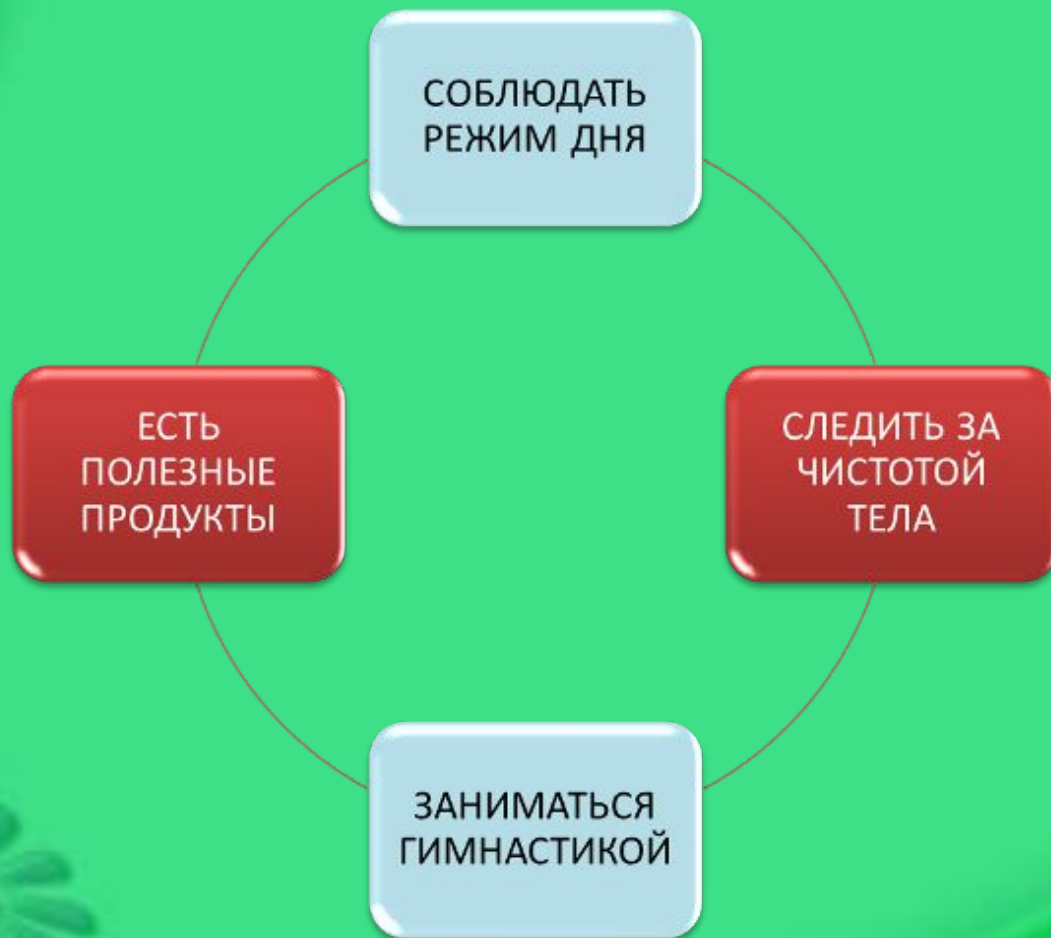 СОБЛЮДАТЬ
РЕЖИМ ДНЯ
ЕСТЬ
ПОЛЕЗНЫЕ
ПРОДУКТЫ
СЛЕДИТЬ ЗА
ЧИСТОТОЙ
ТЕЛА
ЗАНИМАТЬСЯ
ГИМНАСТИКОЙ